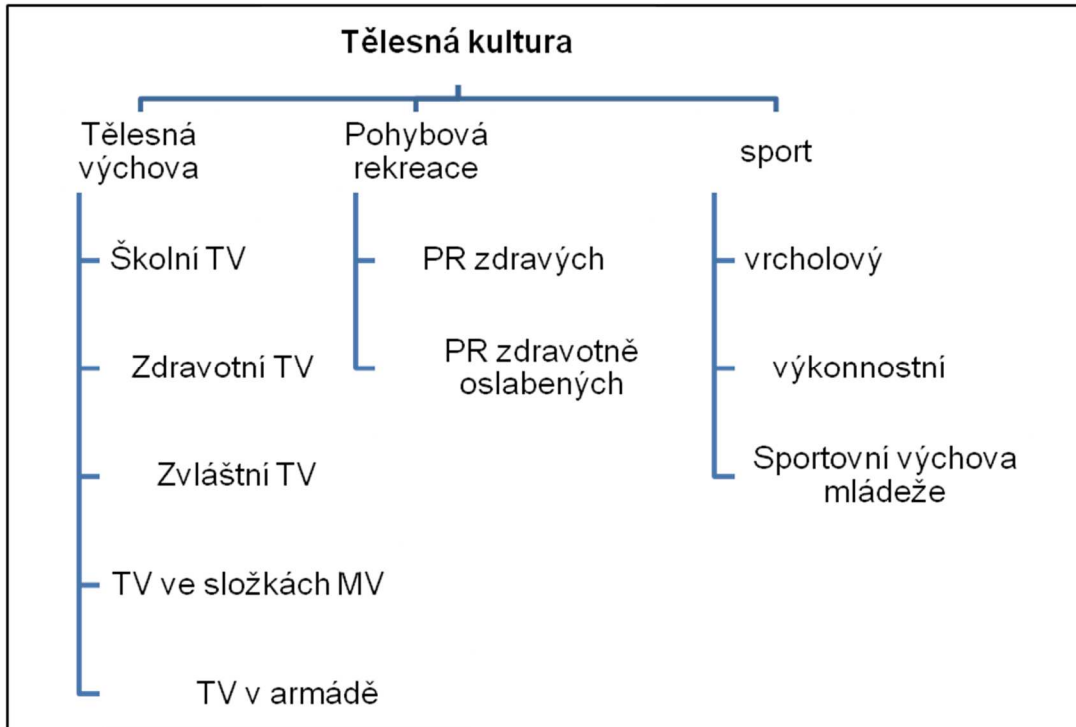 Tělesná kultura
Tělesná
výchova
Školní TV
Zdravotní TV
Zvláštní TV
TV ve složkách MV
TV v armádě
Pohybová
rekreace
PR zdravých
PR zdravotně
oslabených
sport
vrcholový
výkonnostní
Sportovní výchova
mládeže